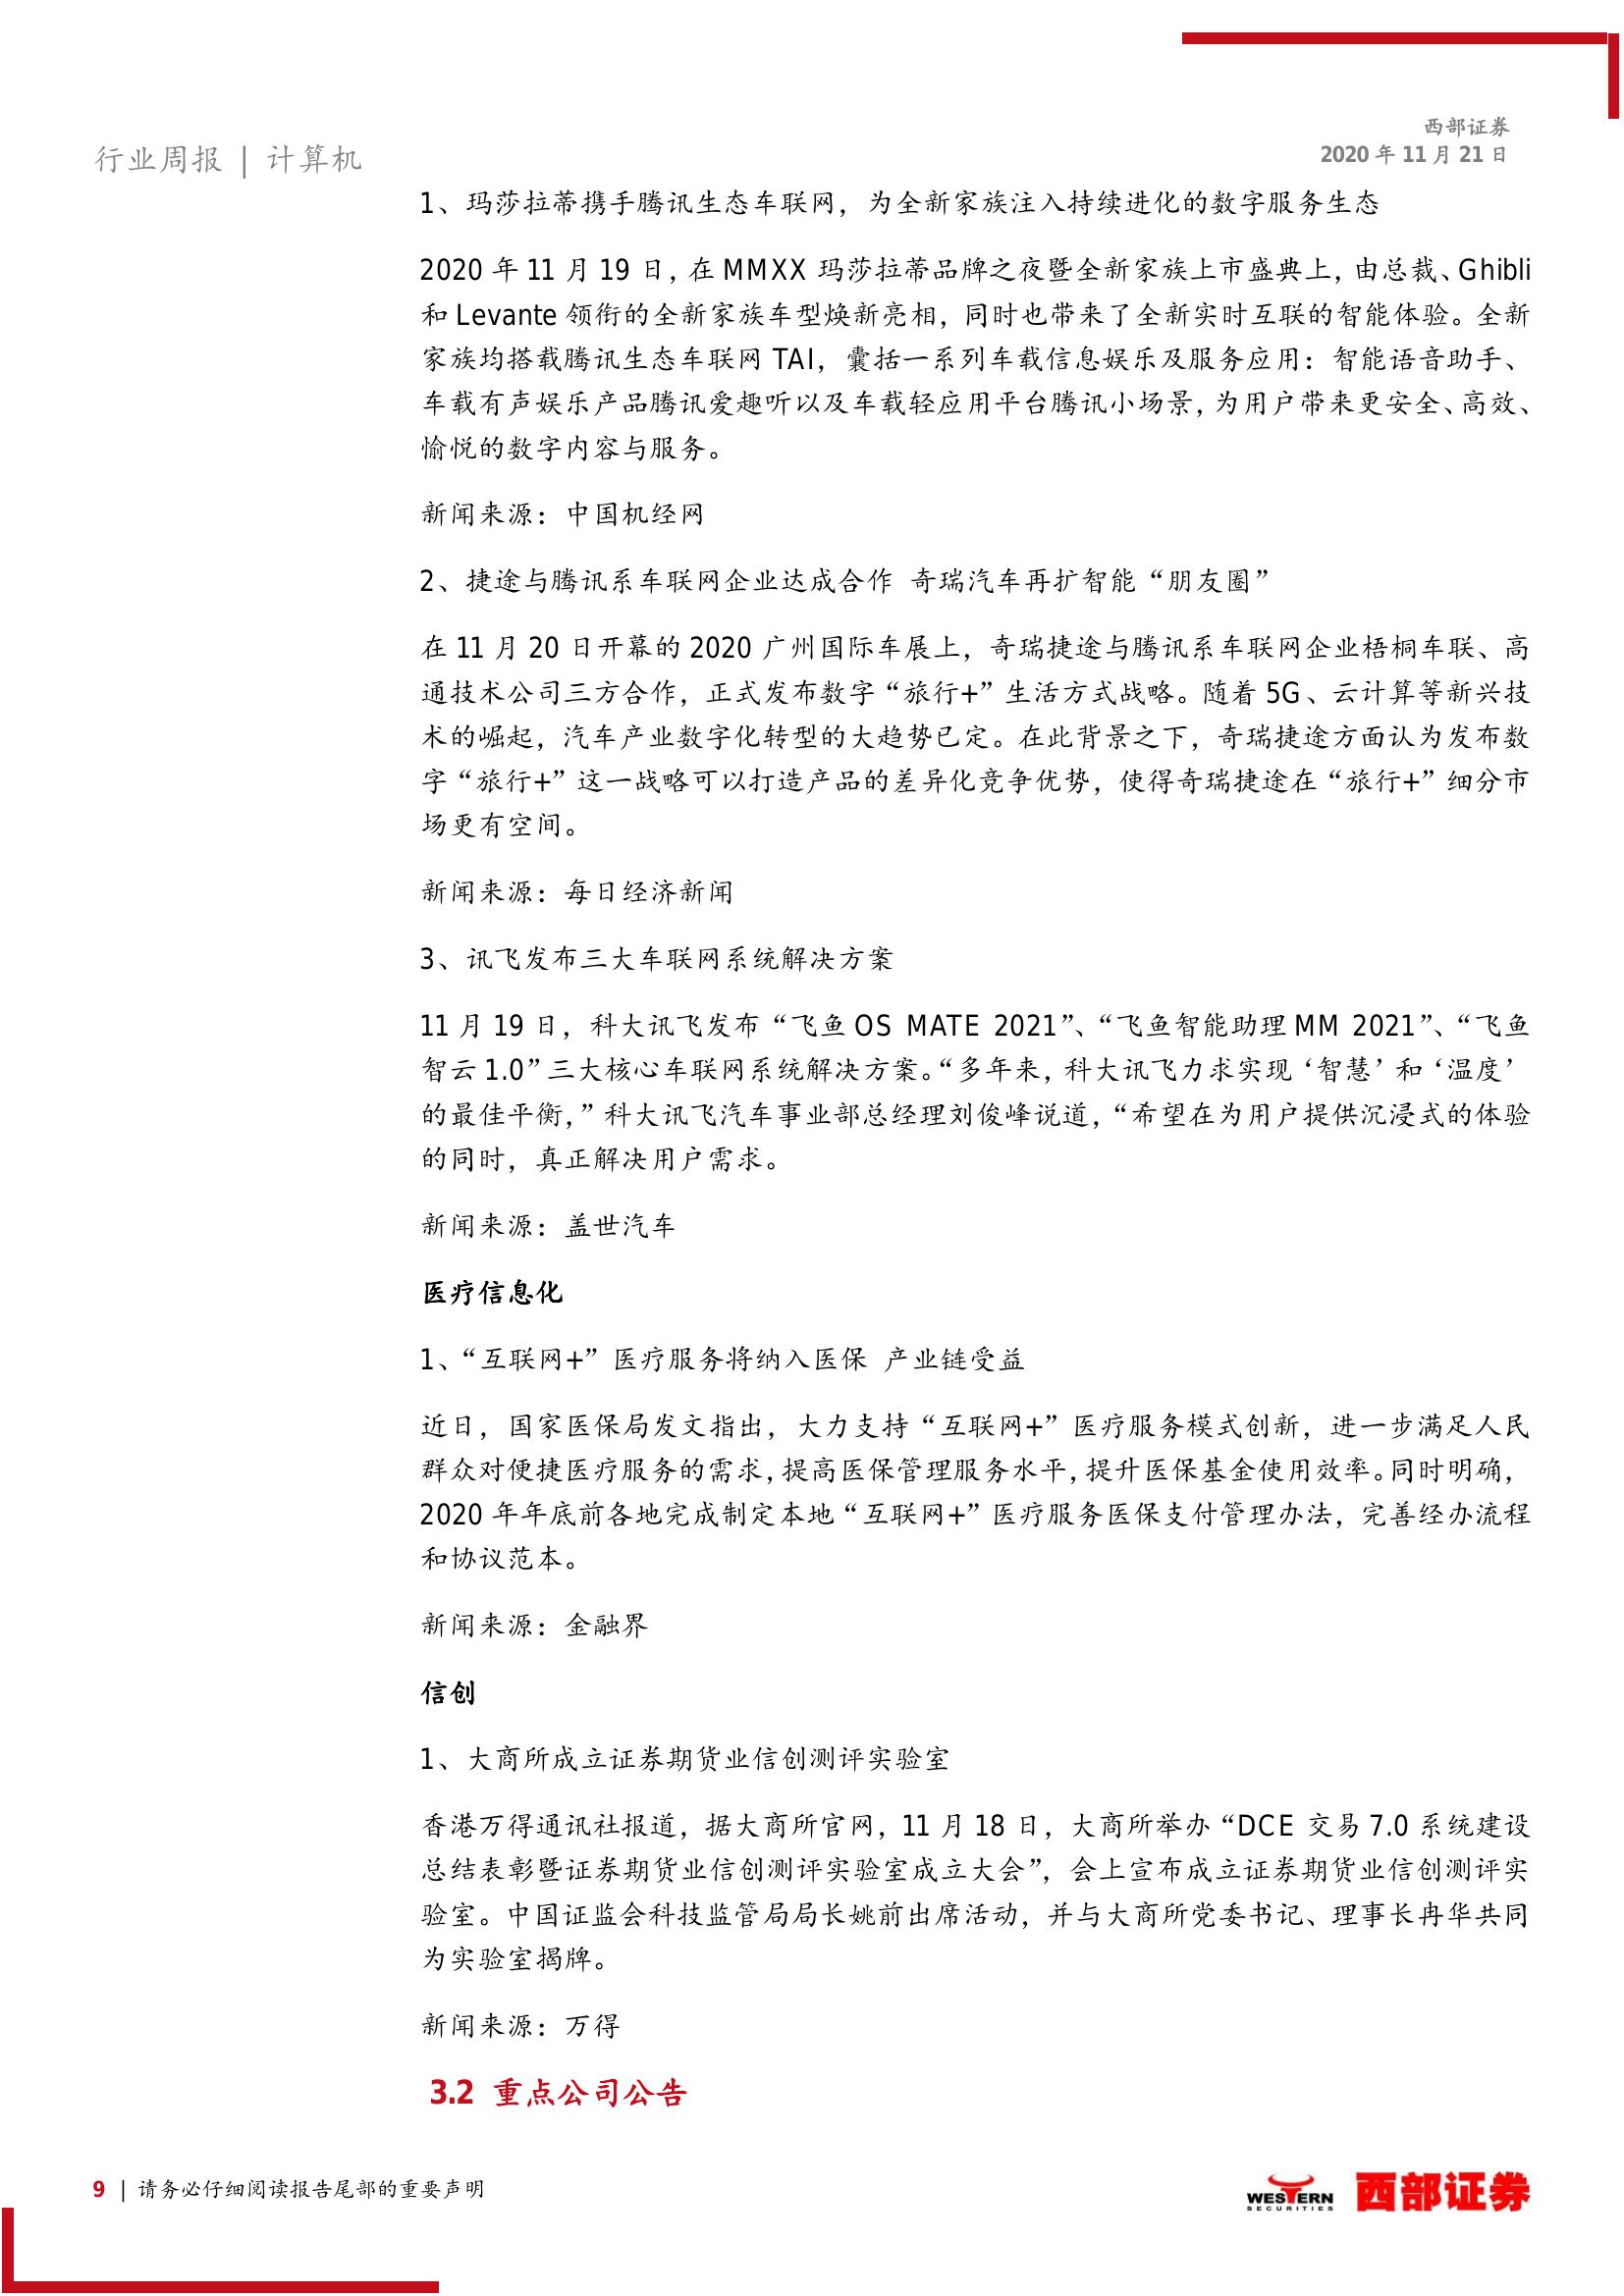 西部证券
2020 年 11 月 21 日
行业周报 | 计算机
1、玛莎拉蒂携手腾讯生态车联网，为全新家族注入持续进化的数字服务生态
2020 年 11 月 19 日，在 MMXX 玛莎拉蒂品牌之夜暨全新家族上市盛典上，由总裁、Ghibli
和 Levante 领衔的全新家族车型焕新亮相，同时也带来了全新实时互联的智能体验。全新
家族均搭载腾讯生态车联网 TAI，囊括一系列车载信息娱乐及服务应用：智能语音助手、
车载有声娱乐产品腾讯爱趣听以及车载轻应用平台腾讯小场景，为用户带来更安全、高效、
愉悦的数字内容与服务。
新闻来源：中国机经网
2、捷途与腾讯系车联网企业达成合作 奇瑞汽车再扩智能“朋友圈”
在 11 月 20 日开幕的 2020 广州国际车展上，奇瑞捷途与腾讯系车联网企业梧桐车联、高
通技术公司三方合作，正式发布数字“旅行+”生活方式战略。随着 5G、云计算等新兴技
术的崛起，汽车产业数字化转型的大趋势已定。在此背景之下，奇瑞捷途方面认为发布数
字“旅行+”这一战略可以打造产品的差异化竞争优势，使得奇瑞捷途在“旅行+”细分市
场更有空间。
新闻来源：每日经济新闻
3、讯飞发布三大车联网系统解决方案
11 月 19 日，科大讯飞发布“飞鱼 OS MATE 2021”、“飞鱼智能助理 MM 2021”、“飞鱼
智云 1.0”三大核心车联网系统解决方案。“多年来，科大讯飞力求实现‘智慧’和‘温度’
的最佳平衡，”科大讯飞汽车事业部总经理刘俊峰说道，“希望在为用户提供沉浸式的体验
的同时，真正解决用户需求。
新闻来源：盖世汽车
医疗信息化
1、“互联网+”医疗服务将纳入医保 产业链受益
近日，国家医保局发文指出，大力支持“互联网+”医疗服务模式创新，进一步满足人民
群众对便捷医疗服务的需求，提高医保管理服务水平，提升医保基金使用效率。同时明确，
2020 年年底前各地完成制定本地“互联网+”医疗服务医保支付管理办法，完善经办流程
和协议范本。
新闻来源：金融界
信创
1、大商所成立证券期货业信创测评实验室
香港万得通讯社报道，据大商所官网，11 月 18 日，大商所举办“DCE 交易 7.0 系统建设
总结表彰暨证券期货业信创测评实验室成立大会”，会上宣布成立证券期货业信创测评实
验室。中国证监会科技监管局局长姚前出席活动，并与大商所党委书记、理事长冉华共同
为实验室揭牌。
新闻来源：万得
3.2 重点公司公告
9 | 请务必仔细阅读报告尾部的重要声明
WESTERN
SECURITIES
西部证券